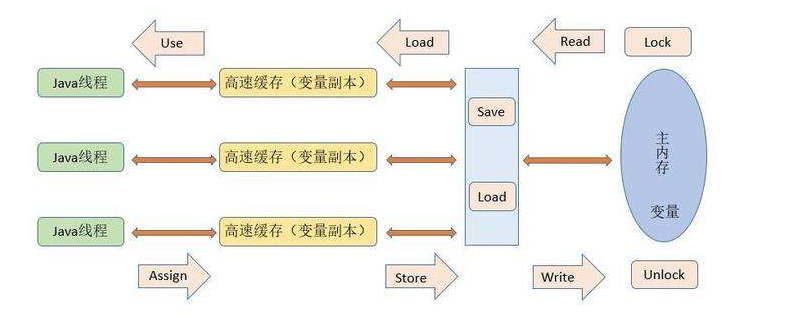 Use
Load
Read
Lock
Java线程
高速缓存（变量副本）
Save
Java线程
高速缓存（变量副本）
主内存
变量
Load
Java线程
高速缓存（变量副本）
Assign
Store
Write
Unlock